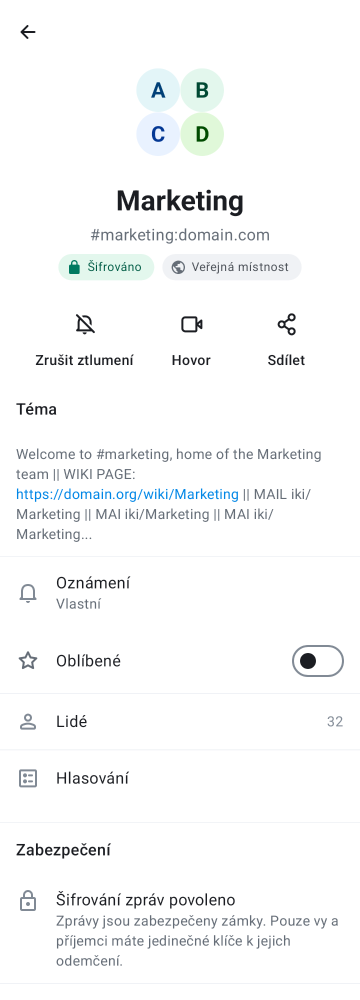 A B
C D
Marketing
#marketing:domain.com
Šifrováno Veřejná místnost
Zrušit ztlumení Hovor Sdílet
Téma
Welcome to #marketing, home of the Marketing
team || WIKI PAGE:
https://domain.org/wiki/Marketing || MAIL iki/
Marketing || MAI iki/Marketing || MAI iki/
Marketing...
Oznámení
Vlastní
Oblíbené
Lidé 32
Hlasování
Zabezpečení
Šifrování zpráv povoleno
Zprávy jsou zabezpečeny zámky. Pouze vy a
příjemci máte jedinečné klíče k jejich
odemčení.